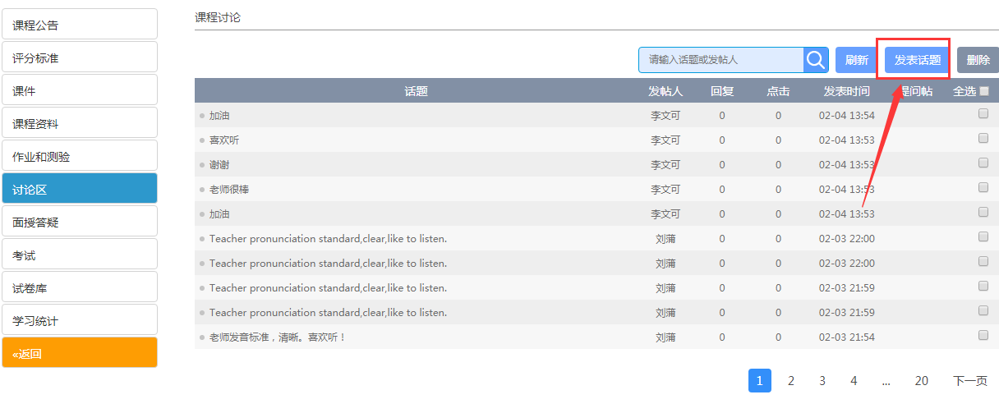 课程公告
评分标准
课件
课程资料
作业和测验
讨论区
面授答疑
考试
试卷库
学习统计
«返回
课程讨论
请输入话题或发帖人 刷新 发表话题 删除
话题 发帖人 回复 点击 发表时间 提问帖 全选
加油 李文可 0 0 02-04 13:54
喜欢听 李文可 0 0 02-04 13:53
谢谢 李文可 0 0 02-04 13:53
老师很棒 李文可 0 0 02-04 13:53
加油 李文可 0 0 02-04 13:53
Teacher pronunciation standard,clear,like to listen. 刘蒲 0 0 02-03 22:00
Teacher pronunciation standard,clear,like to listen. 刘蒲 0 0 02-03 22:00
Teacher pronunciation standard,clear,like to listen. 刘蒲 0 0 02-03 21:59
Teacher pronunciation standard,clear,like to listen. 刘蒲 0 0 02-03 21:59
老师发音标准，清晰。喜欢听！ 刘蒲 0 0 02-03 21:54
1 2 3 4 ... 20 下一页